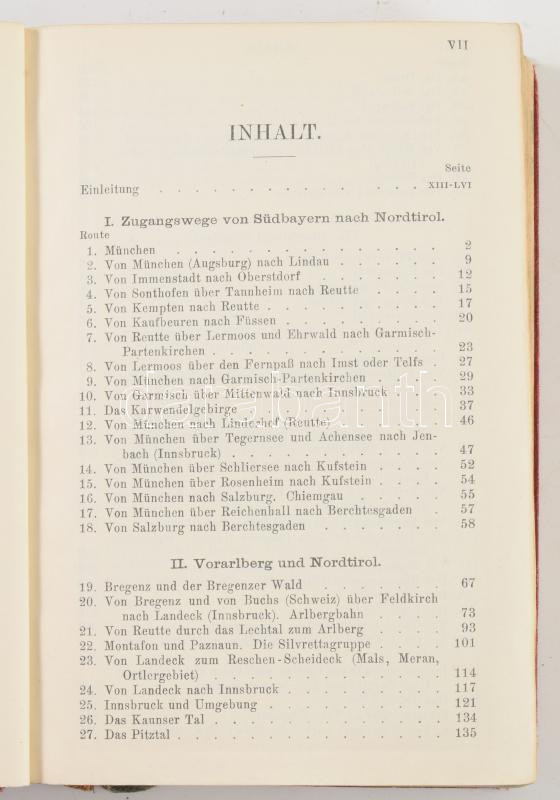 VII
INHALT.
Seite
Einleitung . . . . . . . . . . . . . . . XIII-LVI
I. Zugangswege von Südbayern nach Nordtirol.
Route
1. München . . . . . . . . . . . . . . . 2
2. Von München (Augsburg) nach Lindau . . . . . . 9
3. Von Immenstadt nach Oberstdorf . . . . . . . 12
4. Von Sonthofen über Tannheim nach Reutte . . . . 15
5. Von Kempten nach Reutte . . . . . . . . . 17
6. Von Kaufbeuren nach Füssen . . . . . . . . 20
7. Von Reutte über Lermoos und Ehrwald nach Garmisch-
Partenkirchen . . . . . . . . . . . . 23
8. Von Lermoos über den Fernpaß nach Imst oder Telfs . 27
9. Von München nach Garmisch-Partenkirchen . . . . 29
10. Von Garmisch über Mittenwald nach Innsbruck . . . 33
11. Das Karwendelgebirge . . . . . . . . . . 37
12. Von München nach Linderhof (Reutte) . . . . . . 46
13. Von München über Tegernsee und Achensee nach Jen-
bach (Innsbruck) . . . . . . . . . . . 47
14. Von München über Schliersee nach Kufstein . . . . 52
15. Von München über Rosenheim nach Kufstein . . . . 54
16. Von München nach Salzburg. Chiemgau . . . . . 55
17. Von München über Reichenhall nach Berchtesgaden . . 57
18. Von Salzburg nach Berchtesgaden . . . . . . . 58
II. Vorarlberg und Nordtirol.
19. Bregenz und der Bregenzer Wald . . . . . . . 67
20. Von Bregenz und von Buchs (Schweiz) über Feldkirch
nach Landeck (Innsbruck). Arlbergbahn . . . . 73
21. Von Reutte durch das Lechtal zum Arlberg . . . . 93
22. Montafon und Paznaun. Die Silvrettagruppe . . . . 101
23. Von Landeck zum Reschen-Scheideck (Mals, Meran,
Ortlergebiet) . . . . . . . . . . . . 114
24. Von Landeck nach Innsbruck . . . . . . . . 117
25. Innsbruck und Umgebung . . . . . . . . . 121
26. Das Kaunser Tal . . . . . . . . . . . . 134
27. Das Pitztal . . . . . . . . . . . . . . 135
darabanth